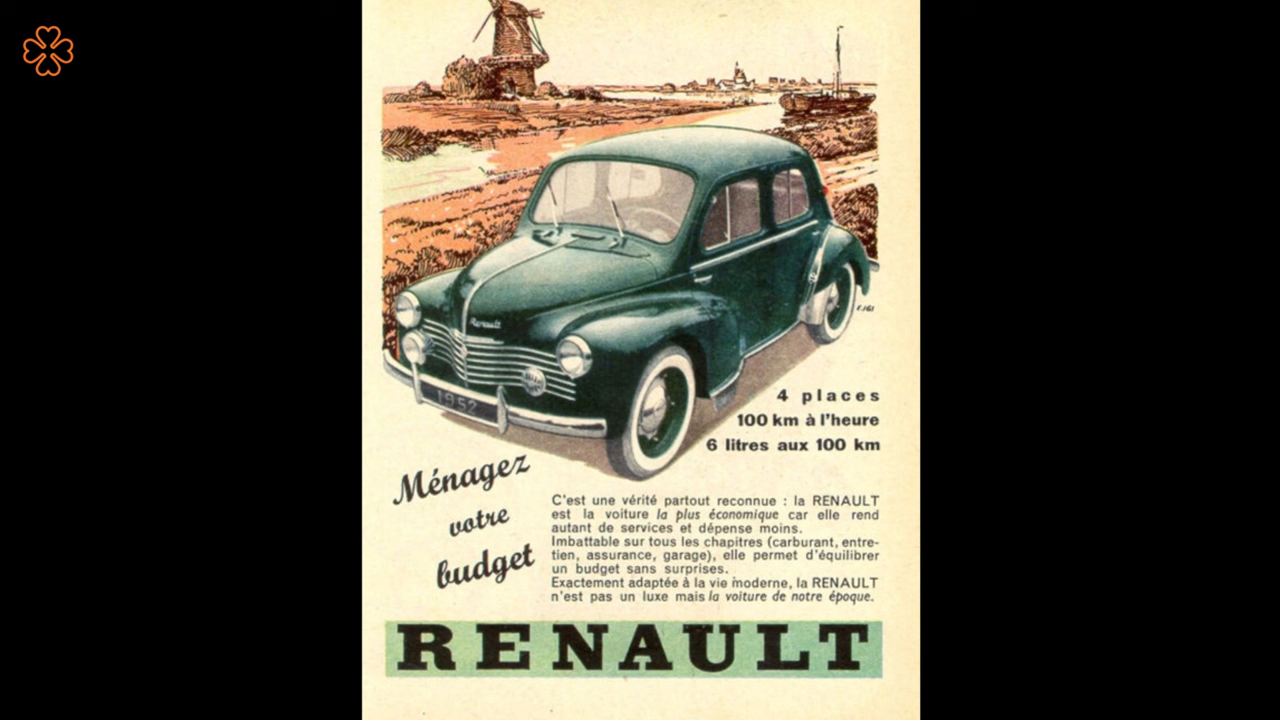 Renault
1952
4 places
100 km à l'heure
6 litres aux 100 km
Ménagez
votre
budget
C'est une vérité partout reconnue : la RENAULT
est la voiture la plus économique car elle rend
autant de services et dépense moins.
Imbattable sur tous les chapitres (carburant, entre-
tien, assurance, garage), elle permet d'équilibrer
un budget sans surprises.
Exactement adaptée à la vie moderne, la RENAULT
n'est pas un luxe mais la voiture de notre époque.
RENAULT